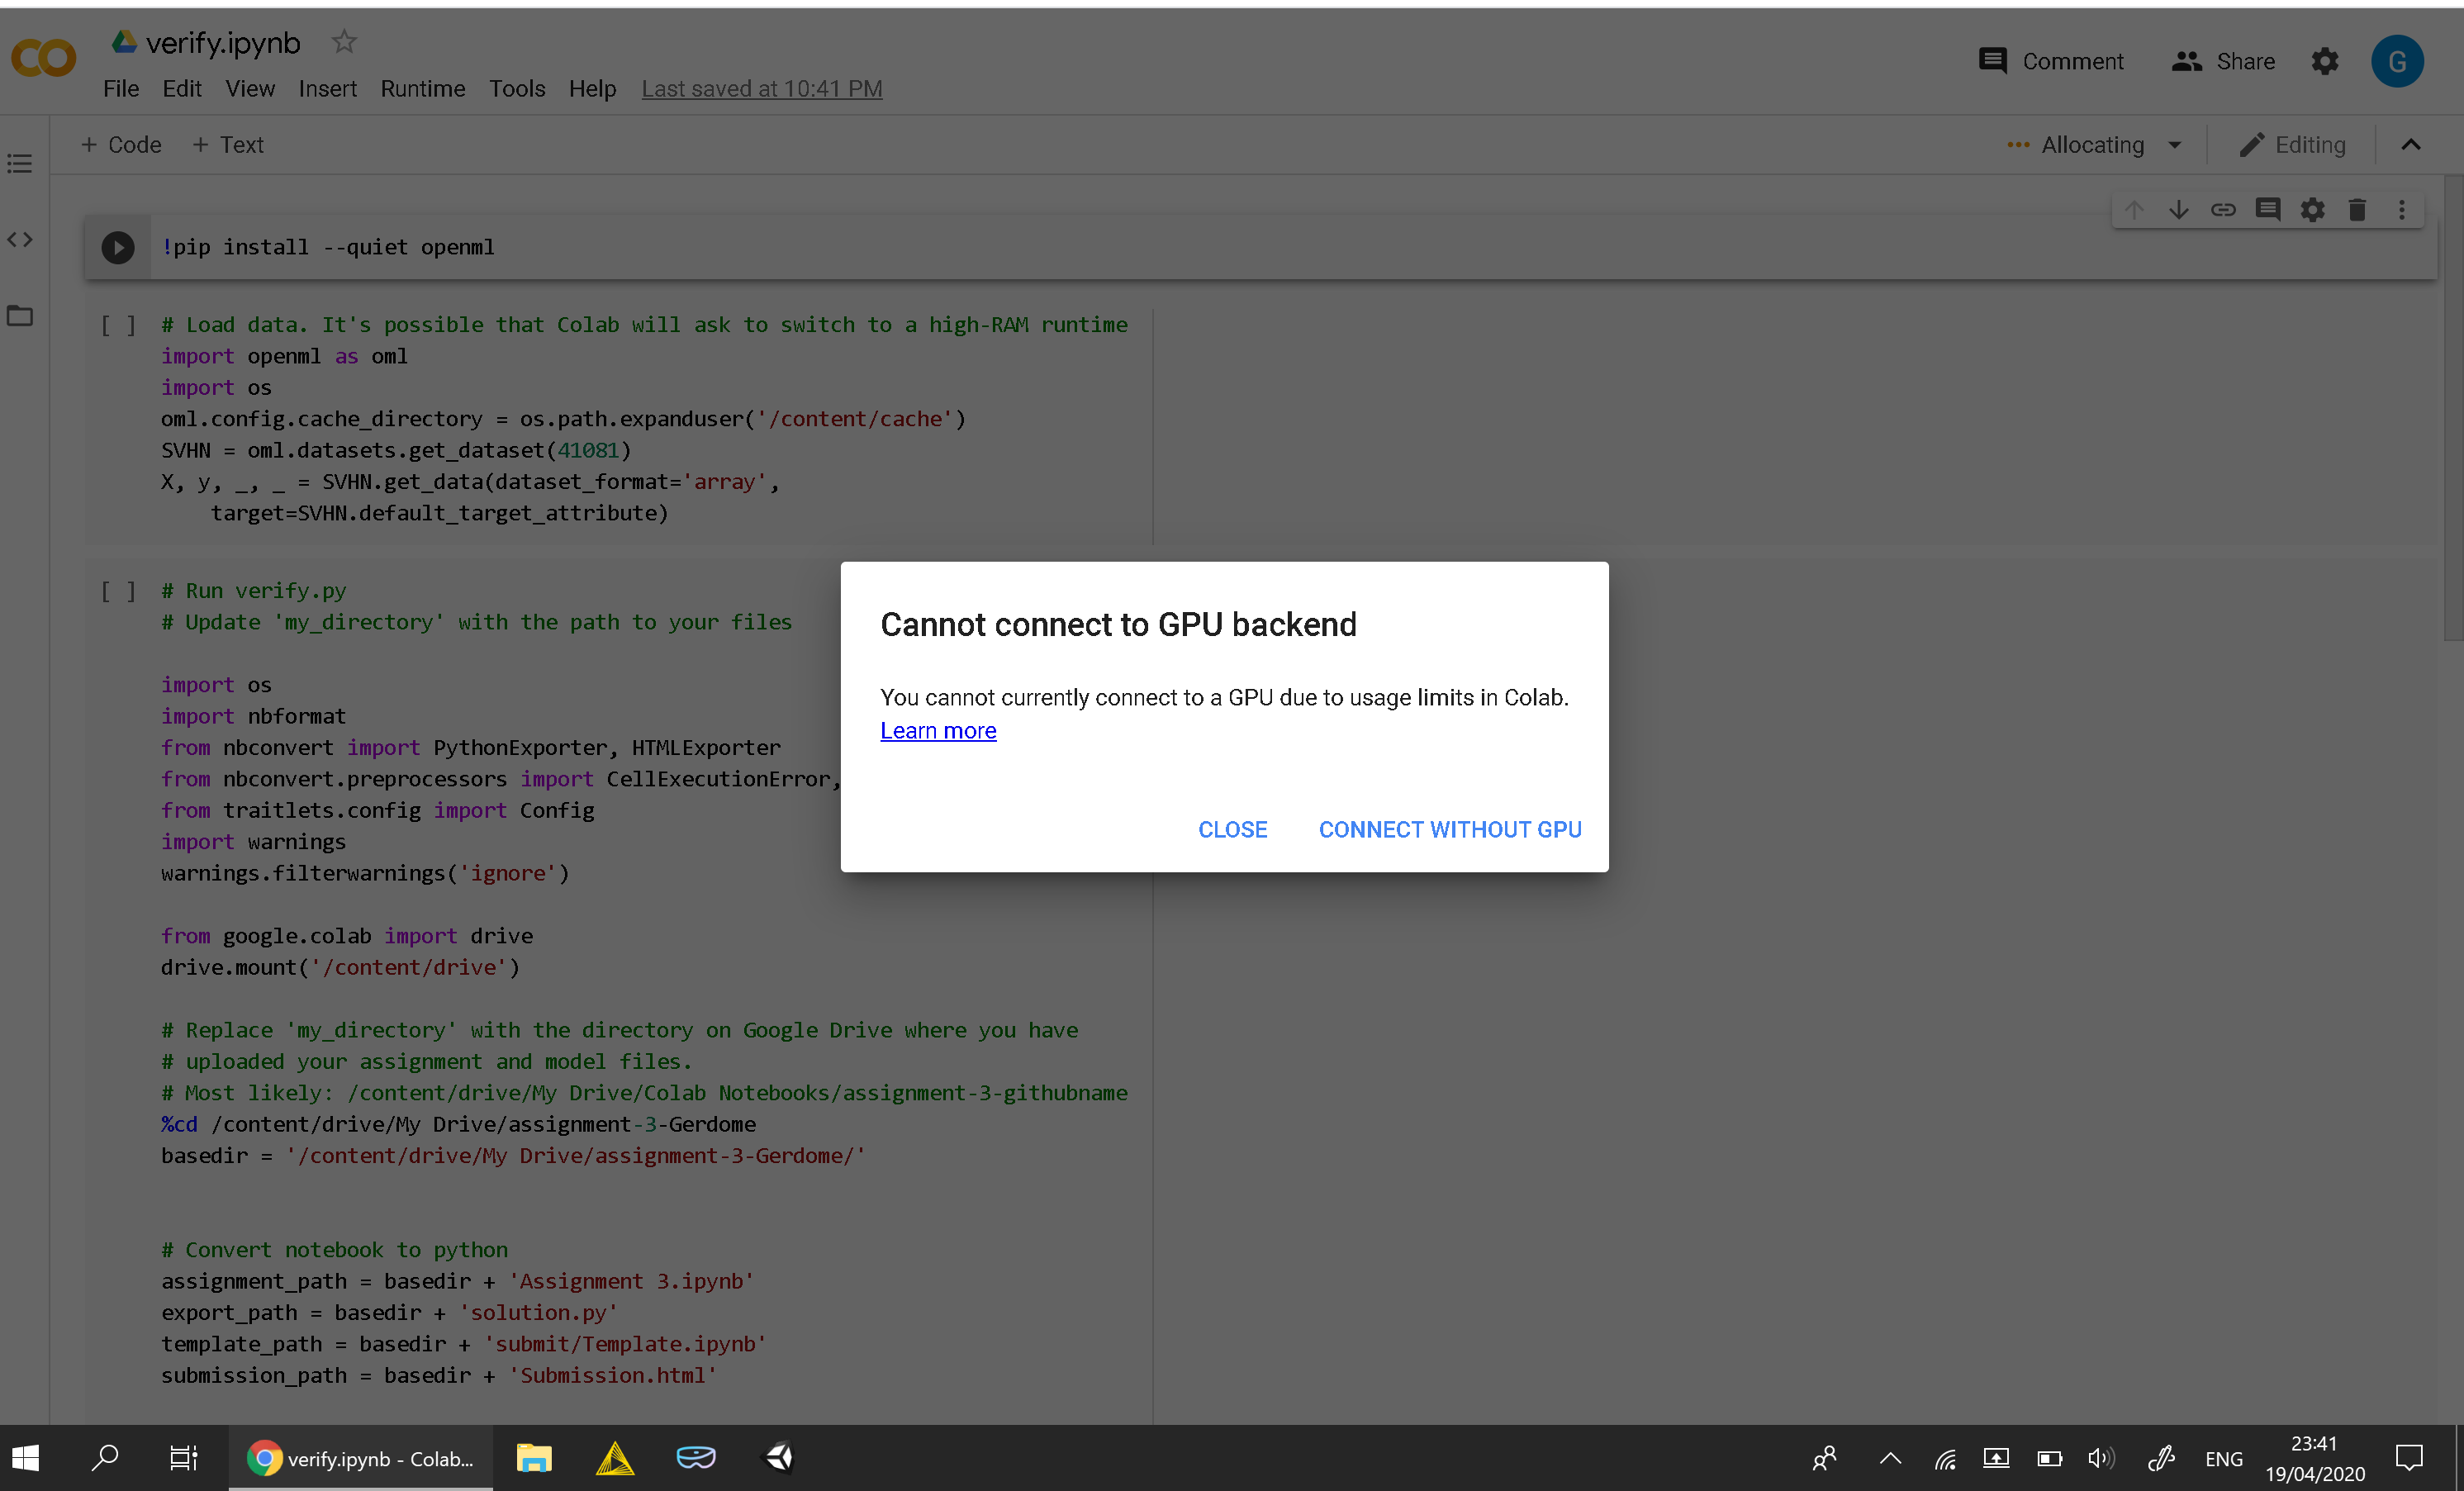 verify.ipynb
Comment
Share
G
File Edit View Insert Runtime Tools Help Last saved at 10:41 PM
+ Code + Text
Allocating
Editing
!pip install --quiet openml
[ ] # Load data. It's possible that Colab will ask to switch to a high-RAM runtime
import openml as oml
import os
oml.config.cache_directory = os.path.expanduser('/content/cache')
SVHN = oml.datasets.get_dataset(41081)
X, y, _, _ = SVHN.get_data(dataset_format='array',
target=SVHN.default_target_attribute)
[ ] # Run verify.py
# Update 'my_directory' with the path to your files
import os
import nbformat
from nbconvert import PythonExporter, HTMLExporter
from nbconvert.preprocessors import CellExecutionError,
from traitlets.config import Config
import warnings
warnings.filterwarnings('ignore')
from google.colab import drive
drive.mount('/content/drive')
# Replace 'my_directory' with the directory on Google Drive where you have
# uploaded your assignment and model files.
# Most likely: /content/drive/My Drive/Colab Notebooks/assignment-3-githubname
%cd /content/drive/My Drive/assignment-3-Gerdome
basedir = '/content/drive/My Drive/assignment-3-Gerdome/'
# Convert notebook to python
assignment_path = basedir + 'Assignment 3.ipynb'
export_path = basedir + 'solution.py'
template_path = basedir + 'submit/Template.ipynb'
submission_path = basedir + 'Submission.html'
Cannot connect to GPU backend
You cannot currently connect to a GPU due to usage limits in Colab.
Learn more
CLOSE CONNECT WITHOUT GPU
verify.ipynb - Colab...
ENG
23:41
19/04/2020